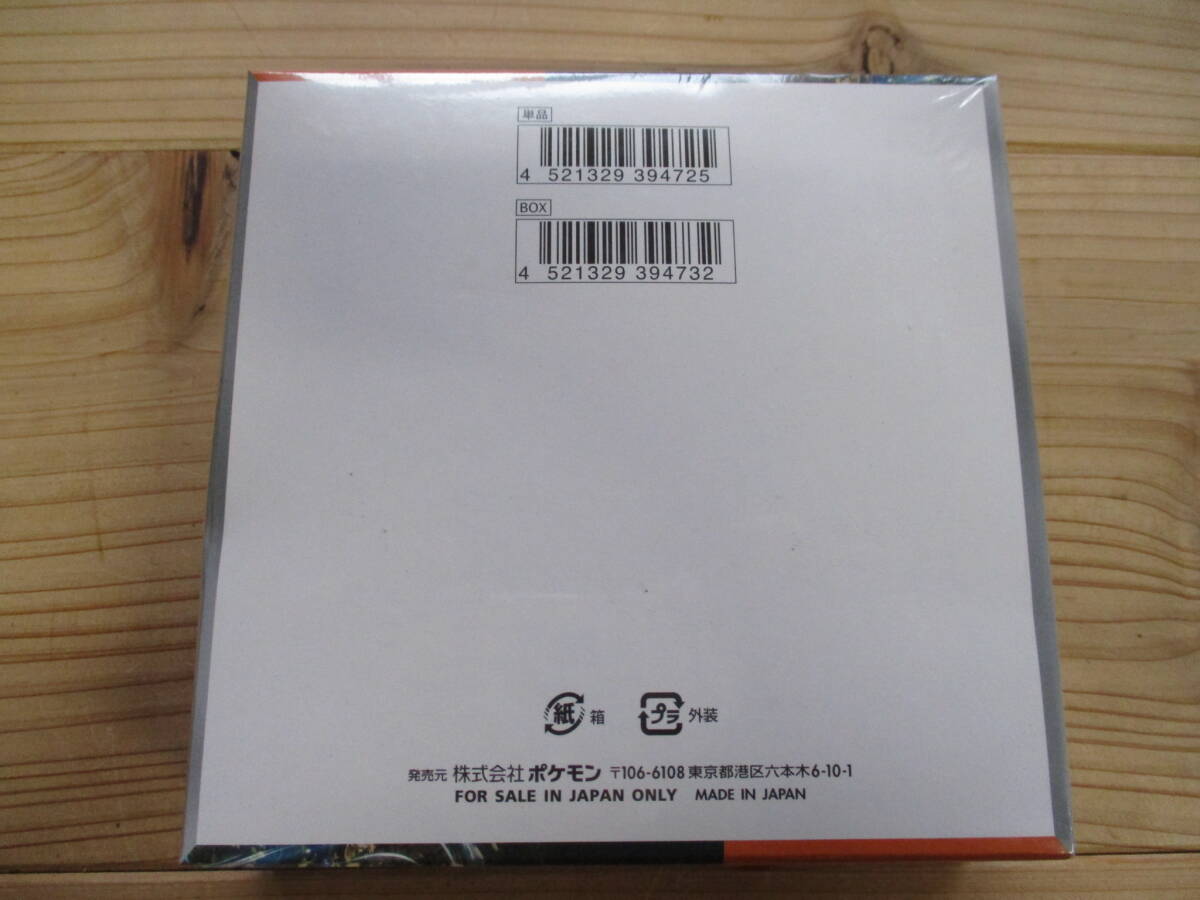 単品
4 521329 394725
BOX
4 521329 394732
紙 箱 プラ 外装
発売元 株式会社 ポケモン 〒106-6108 東京都港区六本木6-10-1
FOR SALE IN JAPAN ONLY MADE IN JAPAN